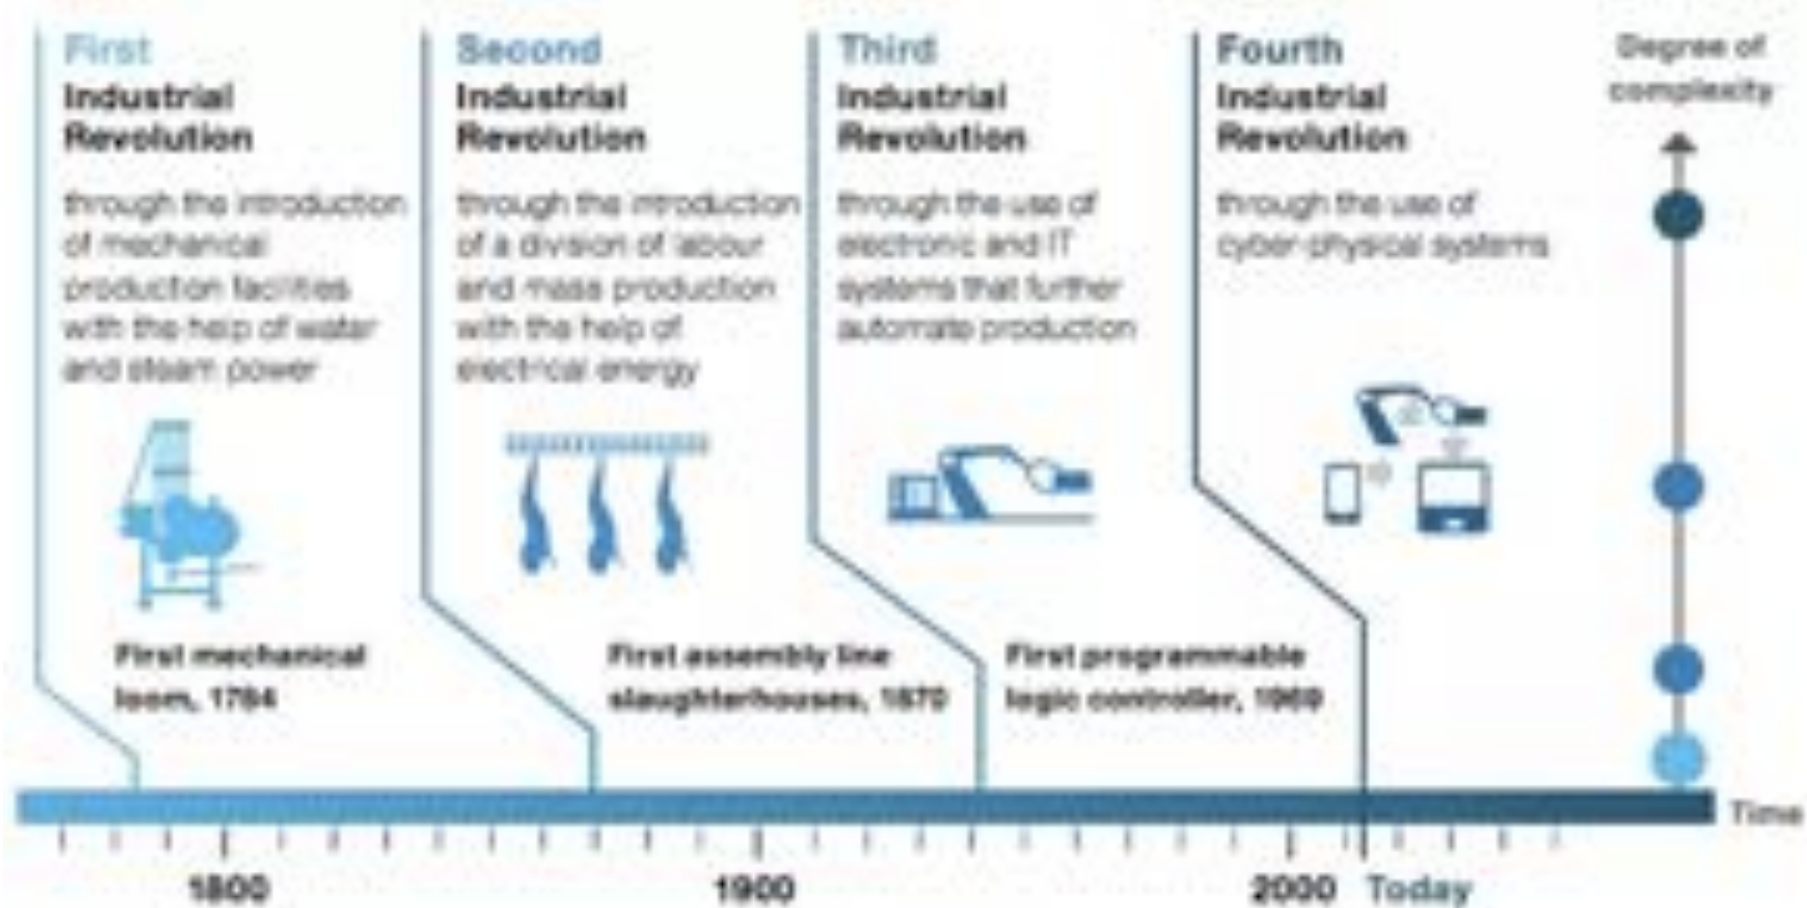 First
Industrial
Revolution
through the introduction
of mechanical
production facilities
with the help of water
and steam power
First mechanical
loom, 1784
Second
Industrial
Revolution
through the introduction
of a division of labour
and mass production
with the help of
electrical energy
First assembly line
slaughterhouses, 1870
Third
Industrial
Revolution
through the use of
electronic and IT
systems that further
automate production
First programmable
logic controller, 1969
Fourth
Industrial
Revolution
through the use of
cyber-physical systems
Degree of
complexity
Time
1800
1900
2000
Today